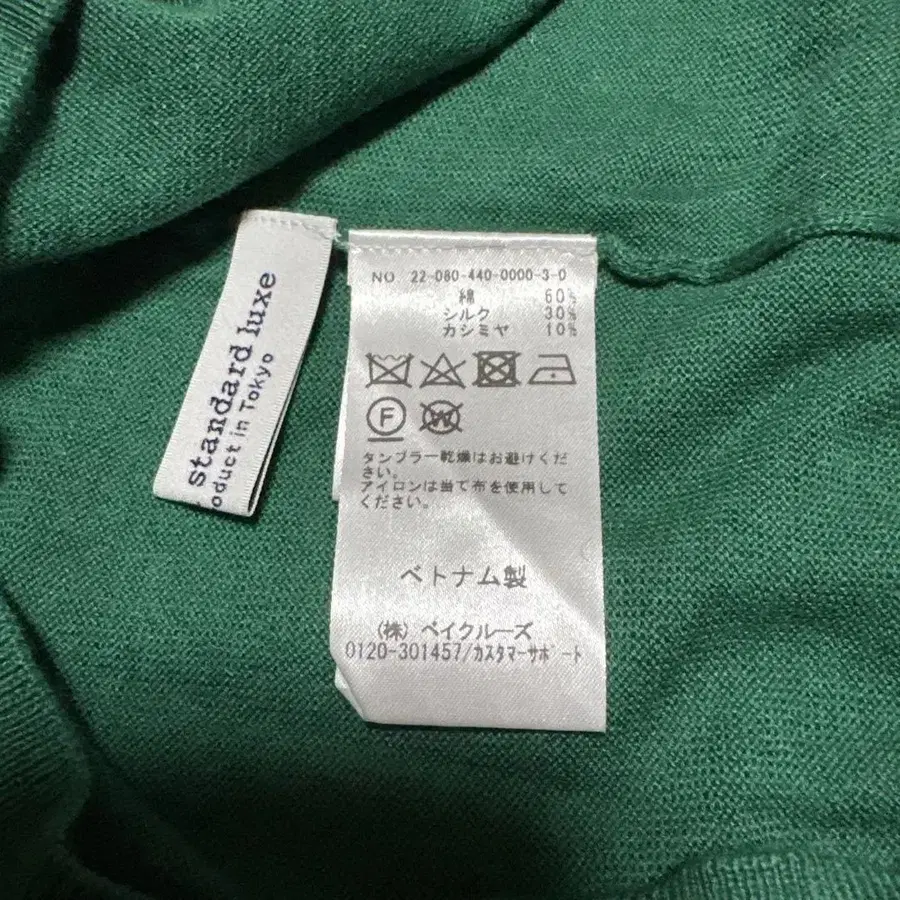 standard luxe
oduct in Tokyo
NO 22-080-440-0000-3-0
綿 60%
シルク 30%
カシミヤ 10%
F
W
タンブラー乾燥はお避けくだ
さい。
アイロンは当て布を使用して
ください。
ベトナム製
(株) ベイクルーズ
0120-301457/カスタマーサポート